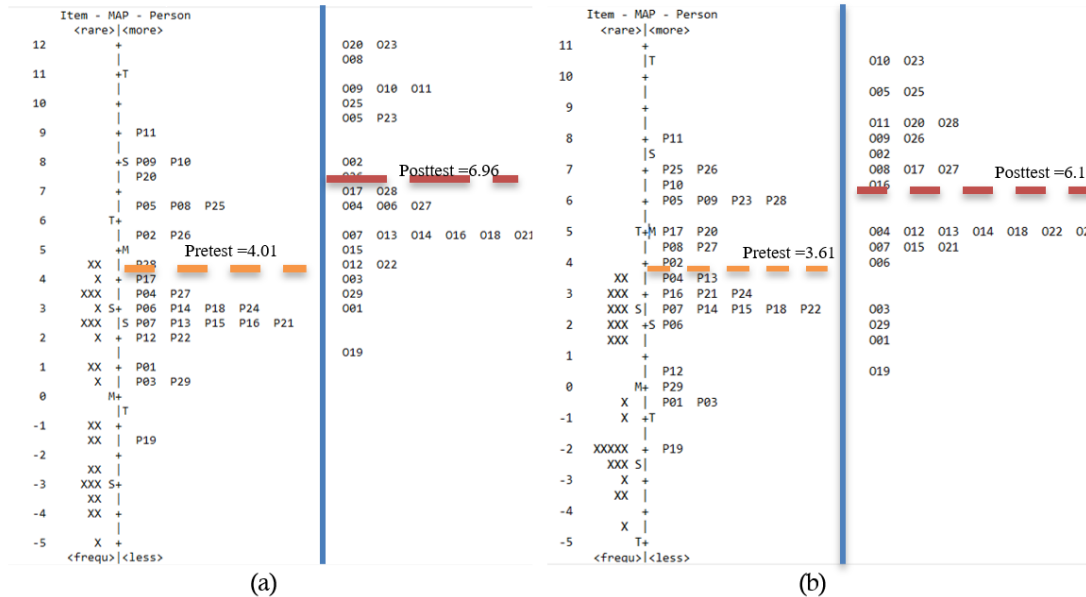 Item - MAP - Person
<rare>|<more>
12 + O20 O23
| O08
11 +T
| O09 O10 O11
10 + O25
| O05 P23
9 + P11
|
8 +S P09 P10 O02
| P20 Posttest =6.96
7 + O17 O28
| P05 P08 P25 O04 O06 O27
6 T+
| P02 P26 O07 O13 O14 O16 O18 O21
5 +M O15
Pretest =4.01
XX | P28 O12 O22
4 X + P17 O03
XXX | P04 P27 O29
3 X S+ P06 P14 P18 P24 O01
XXX |S P07 P13 P15 P16 P21
2 X + P12 P22
| O19
1 XX + P01
X | P03 P29
0 M+
|T
-1 XX +
XX | P19
-2 +
XX |
-3 XXX S+
XX |
-4 XX +
|
-5 X +
<frequ>|<less>
(a)
Item - MAP - Person
<rare>|<more>
11 +
|T O10 O23
10 +
| O05 O25
9 +
| O11 O20 O28
8 + P11 O09 O26
|S O02
7 + P25 P26 O08 O17 O27
Posttest =6.1
| P10 O16
6 + P05 P09 P23 P28
|
5 T+M P17 P20 O04 O12 O13 O14 O18 O22
| P08 P27 O07 O15 O21
Pretest =3.61
4 + P02 O06
XX | P04 P13
3 XXX + P16 P21 P24
XXX S| P07 P14 P15 P18 P22 O03
2 XXX +S P06 O29
XXX | O01
1 +
| P12 O19
0 M+ P29
X | P01 P03
-1 X +T
|
-2 XXXXX + P19
XXX S|
-3 X +
XX |
-4 +
X |
-5 T+
<frequ>|<less>
(b)